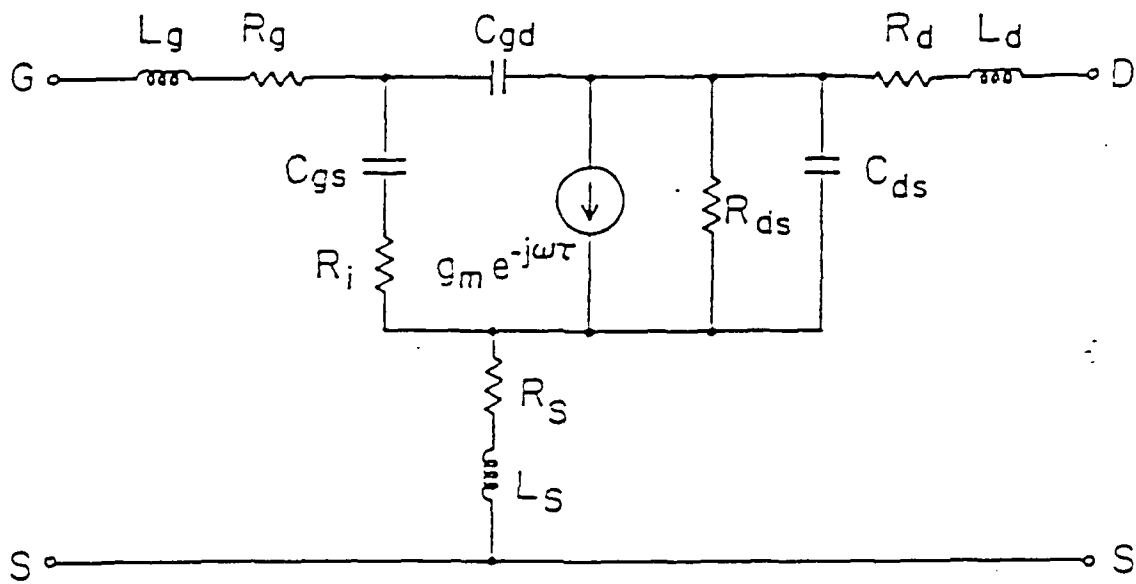 Lg Rg Cgd Rd Ld
G D
Cgs Cds
Rds
Ri gm e-jωτ
RS
LS
S S